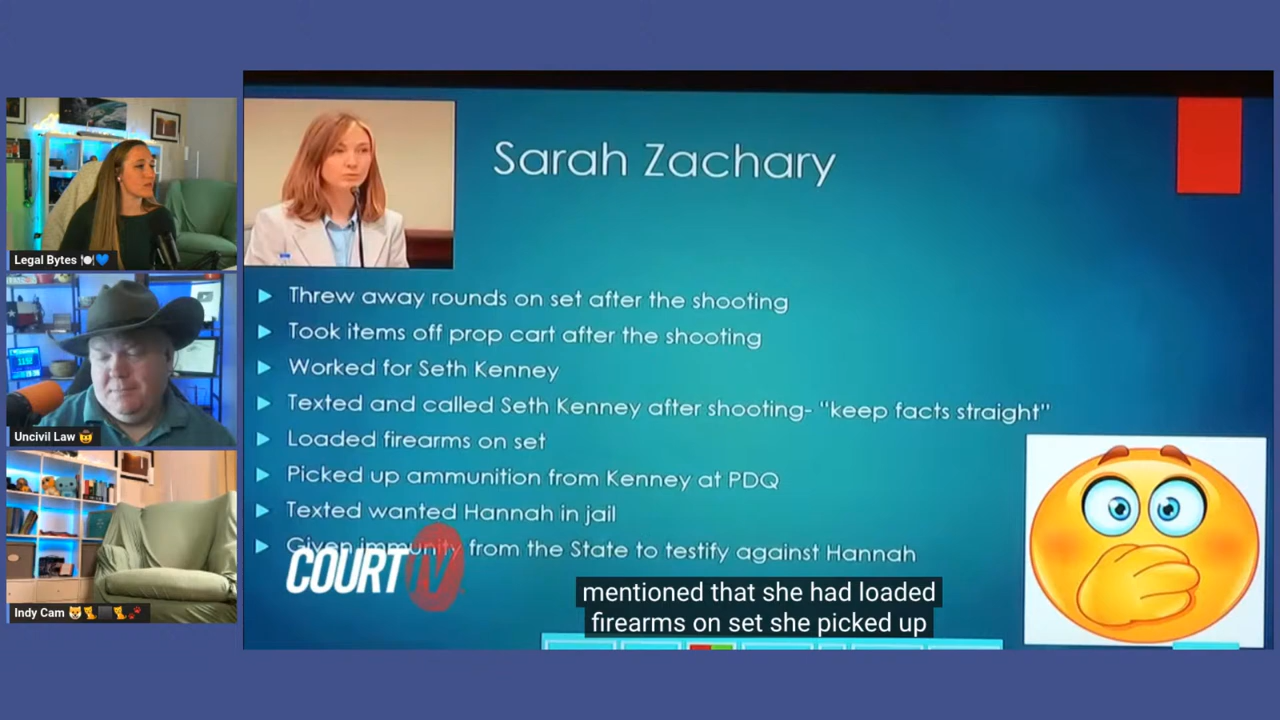 Sarah Zachary
Threw away rounds on set after the shooting
Took items off prop cart after the shooting
Worked for Seth Kenney
Texted and called Seth Kenney after shooting- "keep facts straight"
Loaded firearms on set
Picked up ammunition from Kenney at PDQ
Texted wanted Hannah in jail
Given immunity from the State to testify against Hannah
COURT TV
mentioned that she had loaded
firearms on set she picked up
Legal Bytes 🍽️💙
Uncivil Law 🤠
Indy Cam 🐱🐈⬛🐈🐾